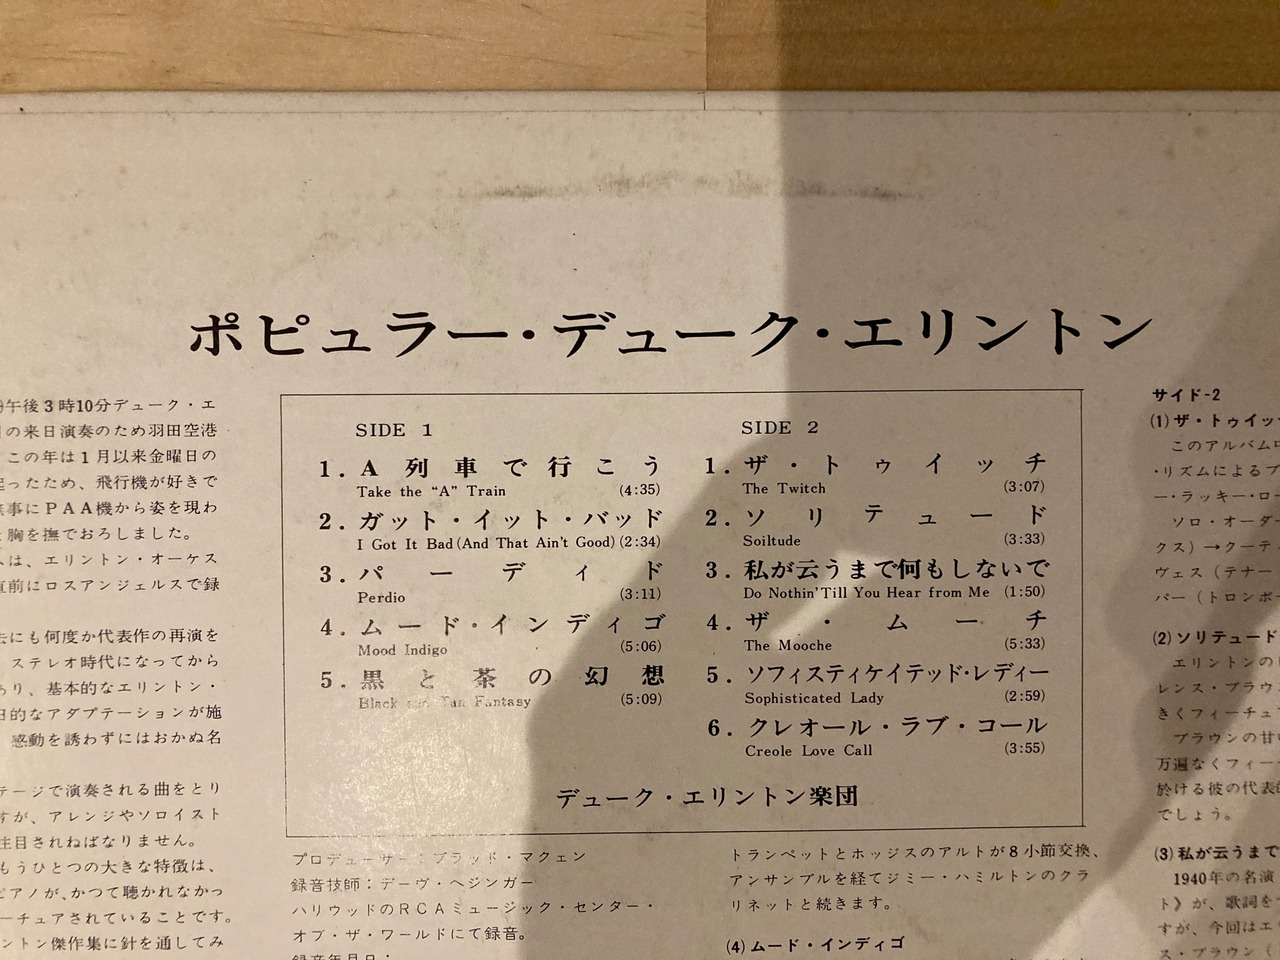 ポピュラー・デューク・エリントン
午後3時10分デューク・エ
の来日演奏のため羽田空港
この年は1月以来金曜日の
ったため、飛行機が好きで
事にPAA機から姿を現わ
胸を撫でおろしました。
は、エリントン・オーケス
直前にロスアンジェルスで録
にも何度か代表作の再演を
ステレオ時代になってから
あり、基本的なエリントン・
的なアダプテーションが施
感動を誘わずにはおかぬ名
テージで演奏される曲をとり
すが、アレンジやソロイスト
注目されねばなりません。
もうひとつの大きな特徴は、
ピアノが、かつて聴かれなかっ
ーチュアされていることです。
ントン傑作集に針を通してみ
SIDE 1
1. A列車で行こう
Take the “A” Train (4:35)
2. ガット・イット・バッド
I Got It Bad (And That Ain't Good) (2:34)
3. パーディド
Perdio (3:11)
4. ムード・インディゴ
Mood Indigo (5:06)
5. 黒と茶の幻想
Black and Tan Fantasy (5:09)
SIDE 2
1. ザ・トゥイッチ
The Twitch (3:07)
2. ソリテュード
Soiltude (3:33)
3. 私が云うまで何もしないで
Do Nothin' Till You Hear from Me (1:50)
4. ザ・ムーチ
The Mooche (5:33)
5. ソフィスティケイテッド・レディー
Sophisticated Lady (2:59)
6. クレオール・ラブ・コール
Creole Love Call (3:55)
デューク・エリントン楽団
プロデューサー：ブラッド・マクェン
録音技師：デーヴ・ヘジンガー
ハリウッドのRCAミュージック・センター・
オブ・ザ・ワールドにて録音。
録音年月日：
トランペットとホッジスのアルトが8小節交換、
アンサンブルを経てジミー・ハミルトンのクラ
リネットと続きます。
(4) ムード・インディゴ
サイド-2
(1) ザ・トゥイッ
このアルバム
・リズムによるブ
ー・ラッキー・ロ
ソロ・オーダ
クス)→クーティ
ヴェス(テナー
バー(トロンボ
(2) ソリテュード
エリントンの
レンス・ブラウ
きくフィーチュ
ブラウンの甘い
万遍なくフィー
於ける彼の代表
でしょう。
(3) 私が云うまで
1940年の名演
ト》が、歌詞を
すが、今回はエ
ス・ブラウン(